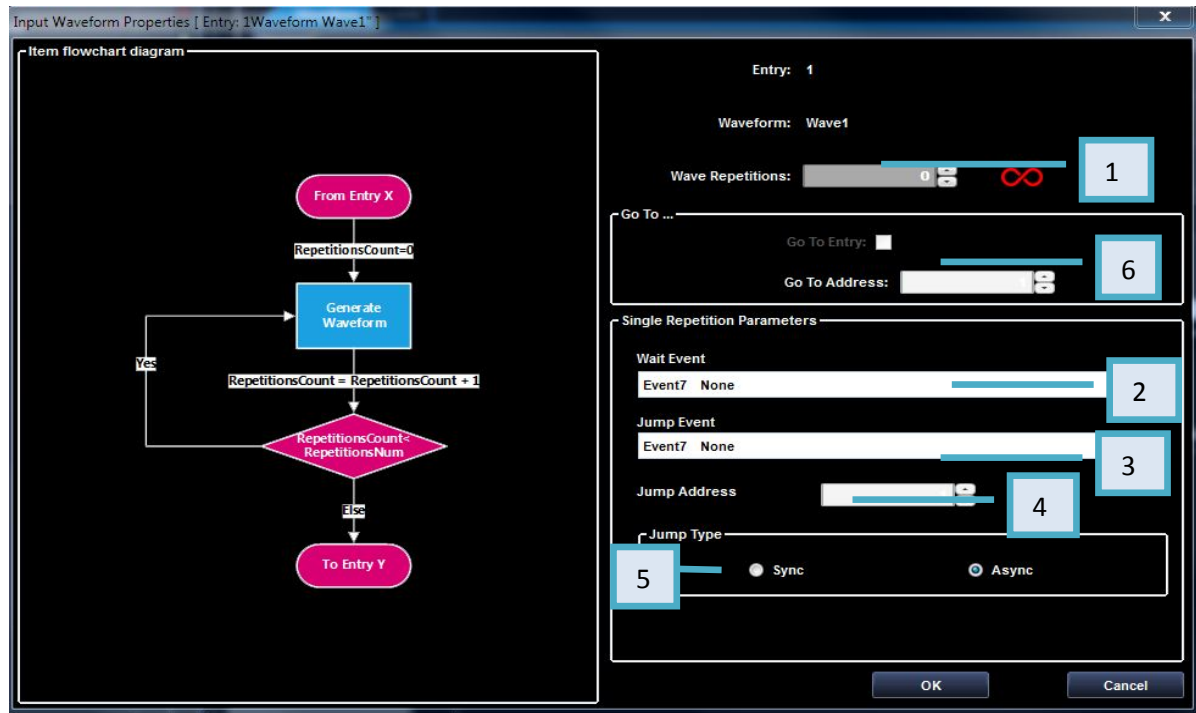 Input Waveform Properties [ Entry: 1Waveform Wave1" ]
x
Item flowchart diagram
From Entry X
RepetitionsCount=0
Generate
Waveform
Yes
RepetitionsCount = RepetitionsCount + 1
RepetitionsCount<
RepetitionsNum
Else
To Entry Y
Entry: 1
Waveform: Wave1
Wave Repetitions: 0
1
Go To ...
Go To Entry:
Go To Address:
6
Single Repetition Parameters
Wait Event
Event7 None
2
Jump Event
Event7 None
3
Jump Address
4
Jump Type
5
Sync
Async
OK
Cancel